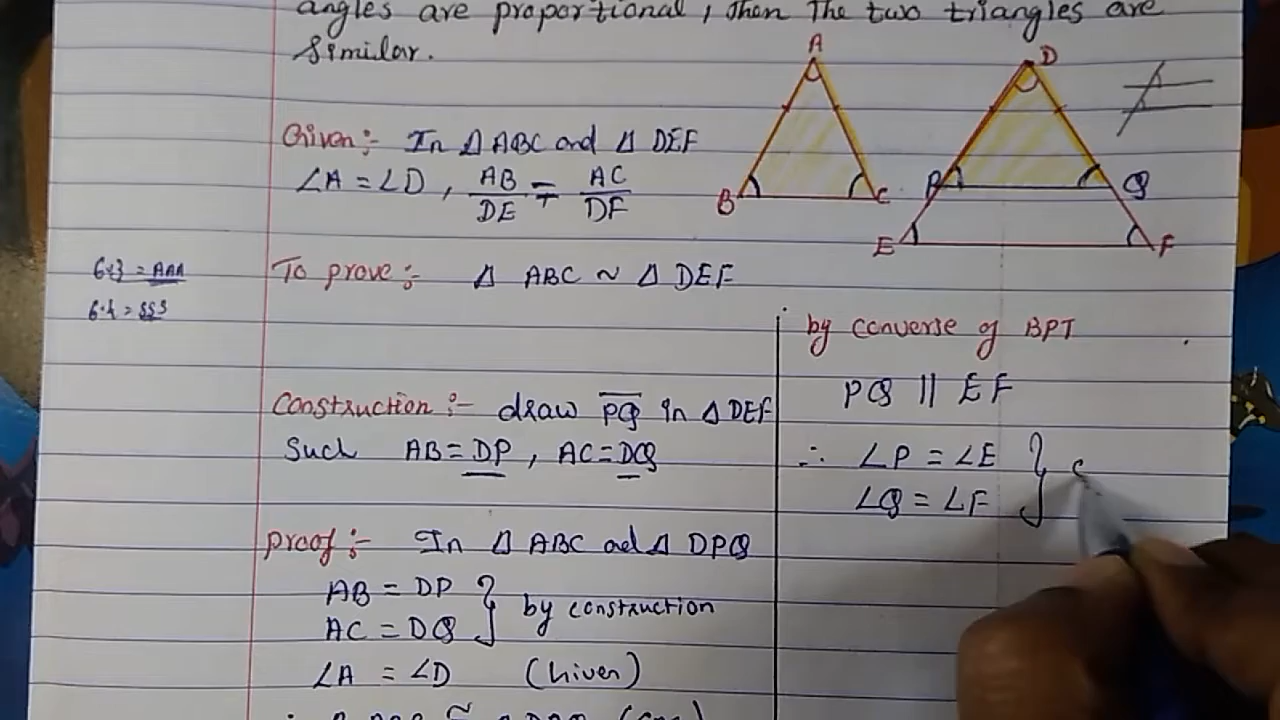 angles are proportional, then the two triangles are
Similar.
Given:- In Δ ABC and Δ DEF
∠A = ∠D, AB/DE = AC/DF
A
B
C
D
P
Q
E
F
6.3 = AAA
6.4 = SSS
To prove:- Δ ABC ~ Δ DEF
Construction:- draw PQ in Δ DEF
Such AB = DP, AC = DQ
Proof:- In Δ ABC ad Δ DPQ
AB = DP
AC = DQ } by construction
∠A = ∠D (Given)
by Converse of BPT
PQ || EF
∴ ∠P = ∠E
∠Q = ∠F }